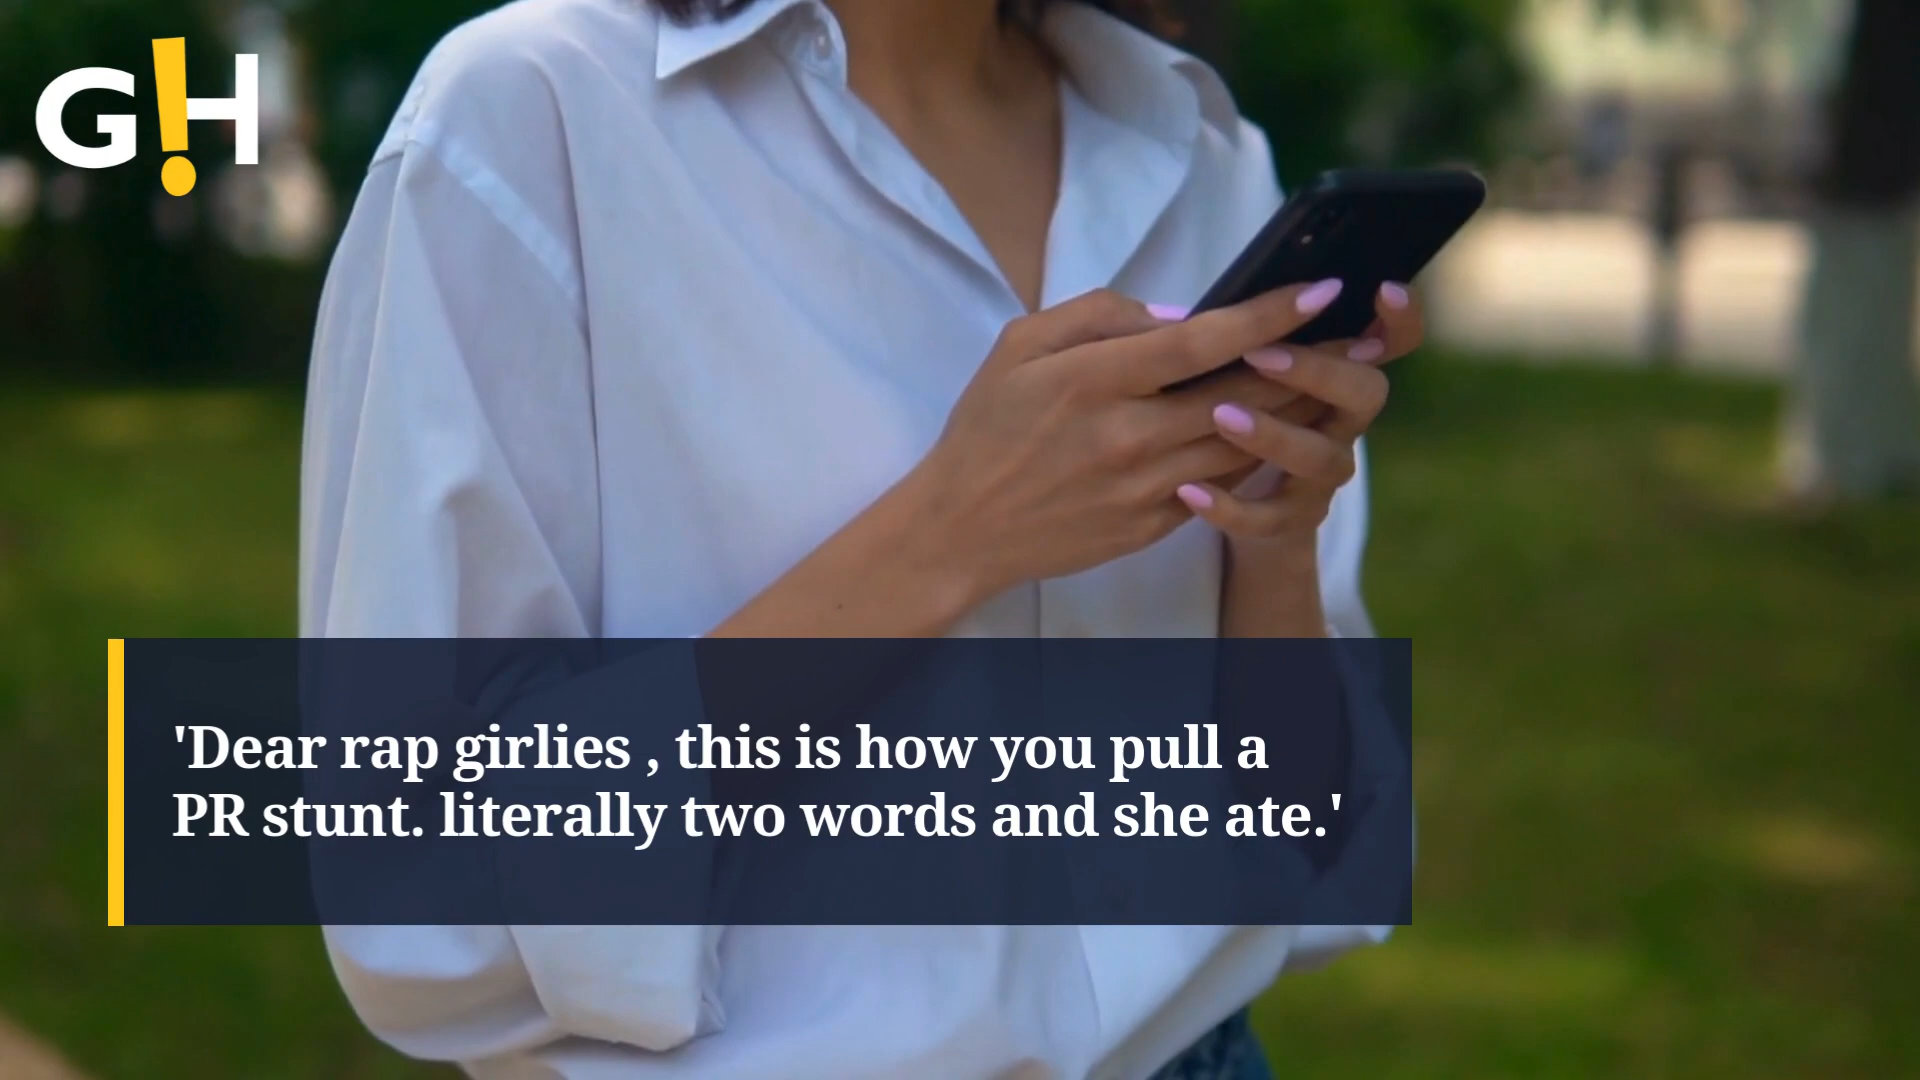 G!H
'Dear rap girlies , this is how you pull a
PR stunt. literally two words and she ate.'